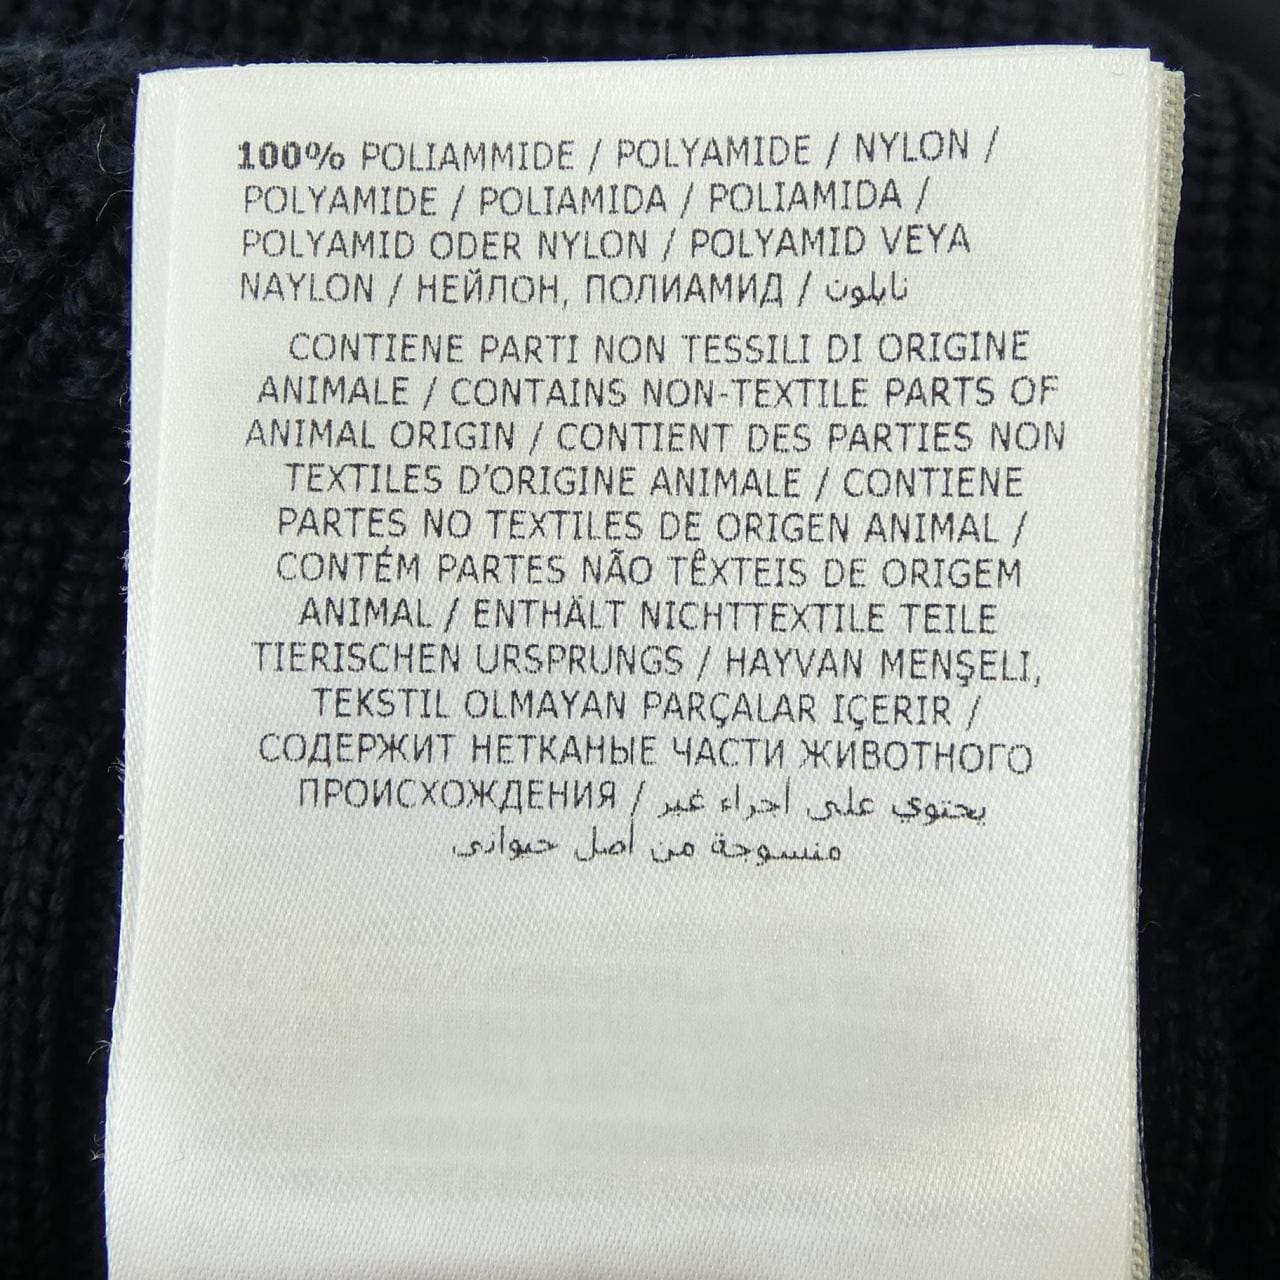 100% POLIAMMIDE / POLYAMIDE / NYLON /
POLYAMIDE / POLIAMIDA / POLIAMIDA /
POLYAMID ODER NYLON / POLYAMID VEYA
NAYLON / НЕЙЛОН, ПОЛИАМИД / نايلون
CONTIENE PARTI NON TESSILI DI ORIGINE
ANIMALE / CONTAINS NON-TEXTILE PARTS OF
ANIMAL ORIGIN / CONTIENT DES PARTIES NON
TEXTILES D'ORIGINE ANIMALE / CONTIENE
PARTES NO TEXTILES DE ORIGEN ANIMAL /
CONTÉM PARTES NÃO TÊXTEIS DE ORIGEM
ANIMAL / ENTHÄLT NICHTTEXTILE TEILE
TIERISCHEN URSPRUNGS / HAYVAN MENŞELI,
TEKSTIL OLMAYAN PARÇALAR IÇERIR /
СОДЕРЖИТ НЕТКАНЫЕ ЧАСТИ ЖИВОТНОГО
ПРОИСХОЖДЕНИЯ / يحتوي على أجزاء غير
منسوجة من أصل حيواني